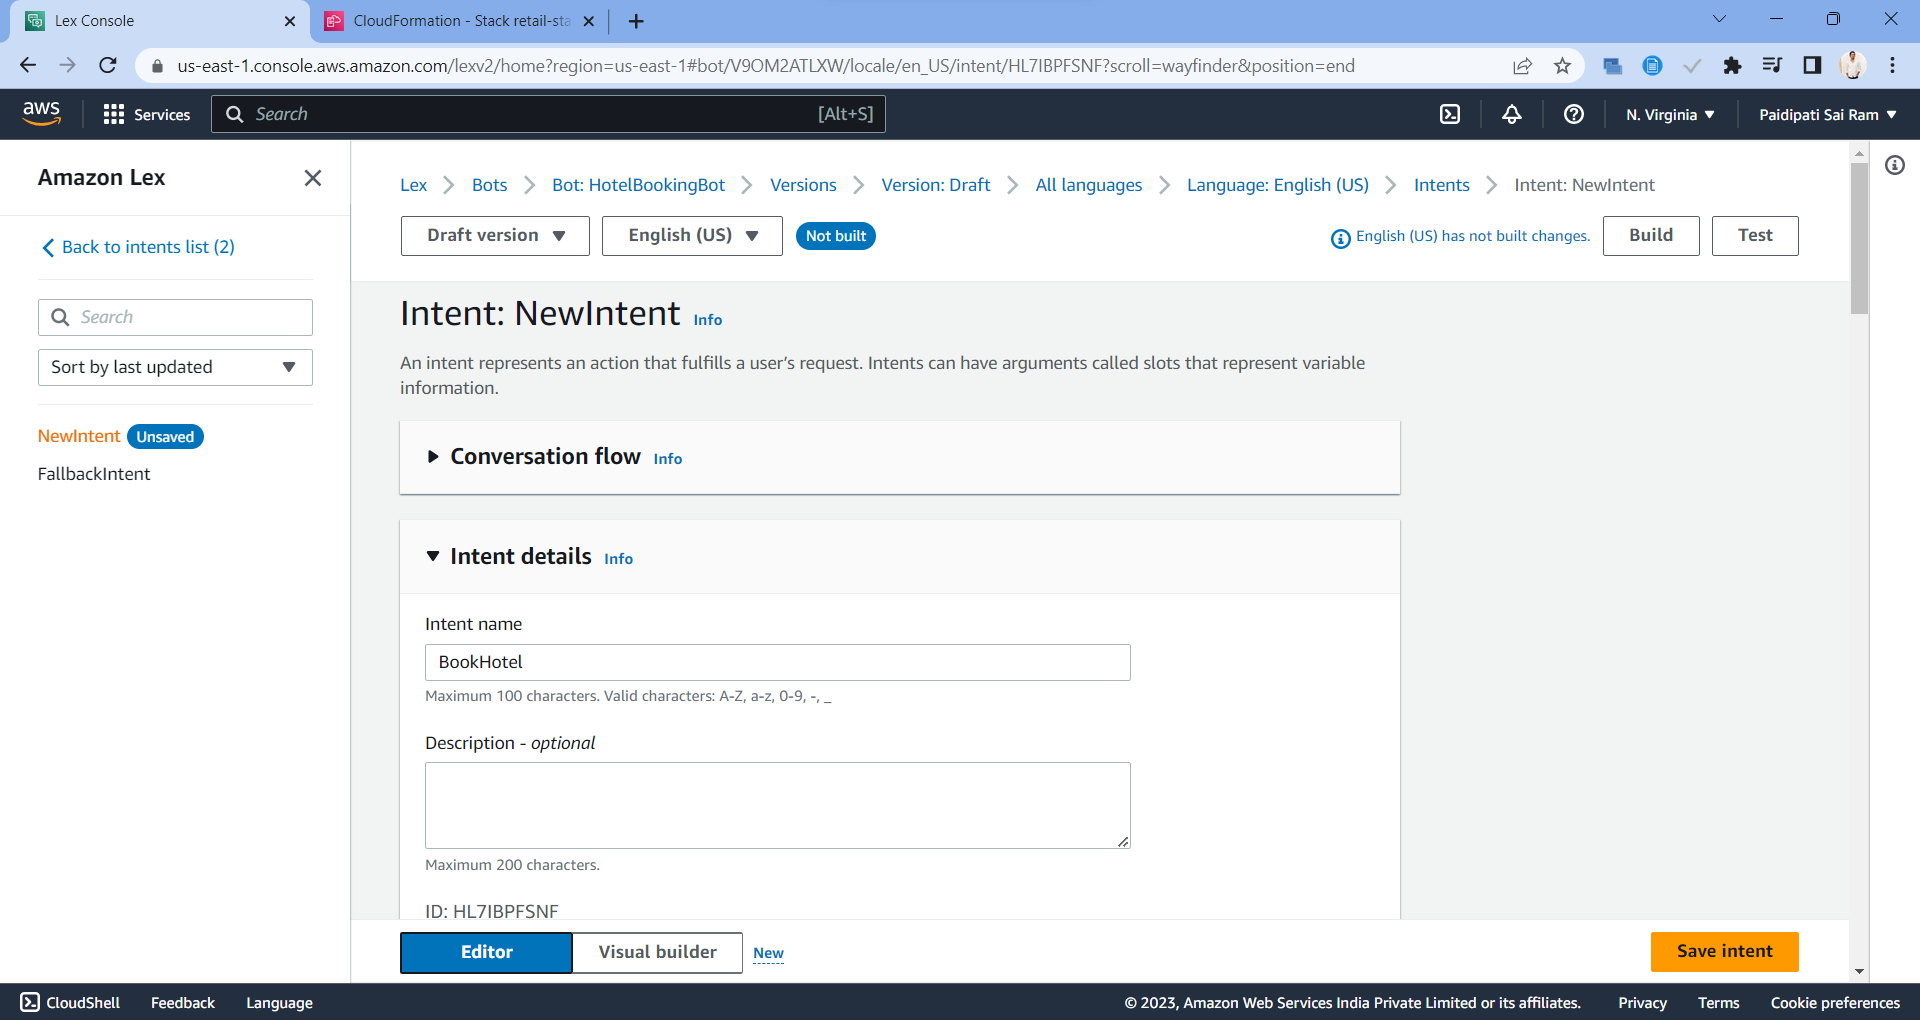 Lex Console
CloudFormation - Stack retail-sta
us-east-1.console.aws.amazon.com/lexv2/home?region=us-east-1#bot/V9OM2ATLXW/locale/en_US/intent/HL7IBPFSNF?scroll=wayfinder&position=end
aws
Services
Search
[Alt+S]
N. Virginia
Paidipati Sai Ram
Amazon Lex
Back to intents list (2)
Search
Sort by last updated
NewIntent Unsaved
FallbackIntent
Lex Bots Bot: HotelBookingBot Versions Version: Draft All languages Language: English (US) Intents Intent: NewIntent
Draft version English (US) Not built English (US) has not built changes. Build Test
Intent: NewIntent Info
An intent represents an action that fulfills a user’s request. Intents can have arguments called slots that represent variable
information.
Conversation flow Info
Intent details Info
Intent name
BookHotel
Maximum 100 characters. Valid characters: A-Z, a-z, 0-9, -, _
Description - optional
Maximum 200 characters.
ID: HL7IBPFSNF
Editor Visual builder New Save intent
CloudShell Feedback Language © 2023, Amazon Web Services India Private Limited or its affiliates. Privacy Terms Cookie preferences